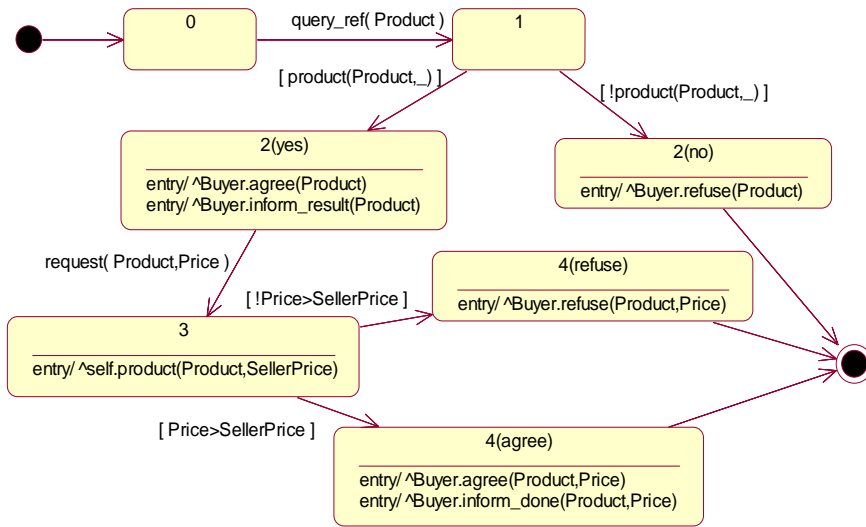 0
query_ref( Product )
1
[ product(Product,_) ]
[ !product(Product,_) ]
2(yes)
entry/ ^Buyer.agree(Product)
entry/ ^Buyer.inform_result(Product)
2(no)
entry/ ^Buyer.refuse(Product)
request( Product,Price )
4(refuse)
entry/ ^Buyer.refuse(Product,Price)
[ !Price>SellerPrice ]
3
entry/ ^self.product(Product,SellerPrice)
[ Price>SellerPrice ]
4(agree)
entry/ ^Buyer.agree(Product,Price)
entry/ ^Buyer.inform_done(Product,Price)